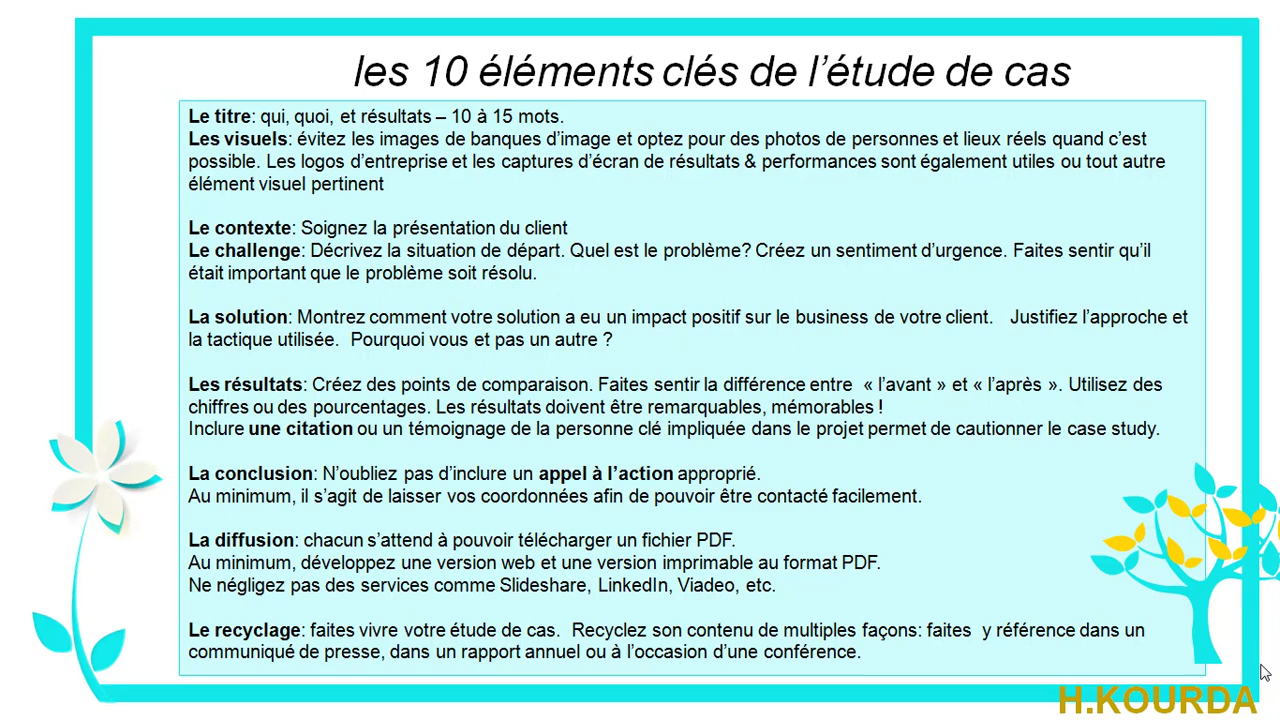 les 10 éléments clés de l’étude de cas
Le titre: qui, quoi, et résultats – 10 à 15 mots.
Les visuels: évitez les images de banques d’image et optez pour des photos de personnes et lieux réels quand c’est
possible. Les logos d’entreprise et les captures d’écran de résultats & performances sont également utiles ou tout autre
élément visuel pertinent
Le contexte: Soignez la présentation du client
Le challenge: Décrivez la situation de départ. Quel est le problème? Créez un sentiment d’urgence. Faites sentir qu’il
était important que le problème soit résolu.
La solution: Montrez comment votre solution a eu un impact positif sur le business de votre client. Justifiez l’approche et
la tactique utilisée. Pourquoi vous et pas un autre ?
Les résultats: Créez des points de comparaison. Faites sentir la différence entre « l’avant » et « l’après ». Utilisez des
chiffres ou des pourcentages. Les résultats doivent être remarquables, mémorables !
Inclure une citation ou un témoignage de la personne clé impliquée dans le projet permet de cautionner le case study.
La conclusion: N’oubliez pas d’inclure un appel à l’action approprié.
Au minimum, il s’agit de laisser vos coordonnées afin de pouvoir être contacté facilement.
La diffusion: chacun s’attend à pouvoir télécharger un fichier PDF.
Au minimum, développez une version web et une version imprimable au format PDF.
Ne négligez pas des services comme Slideshare, LinkedIn, Viadeo, etc.
Le recyclage: faites vivre votre étude de cas. Recyclez son contenu de multiples façons: faites y référence dans un
communiqué de presse, dans un rapport annuel ou à l’occasion d’une conférence.
H.KOURDA